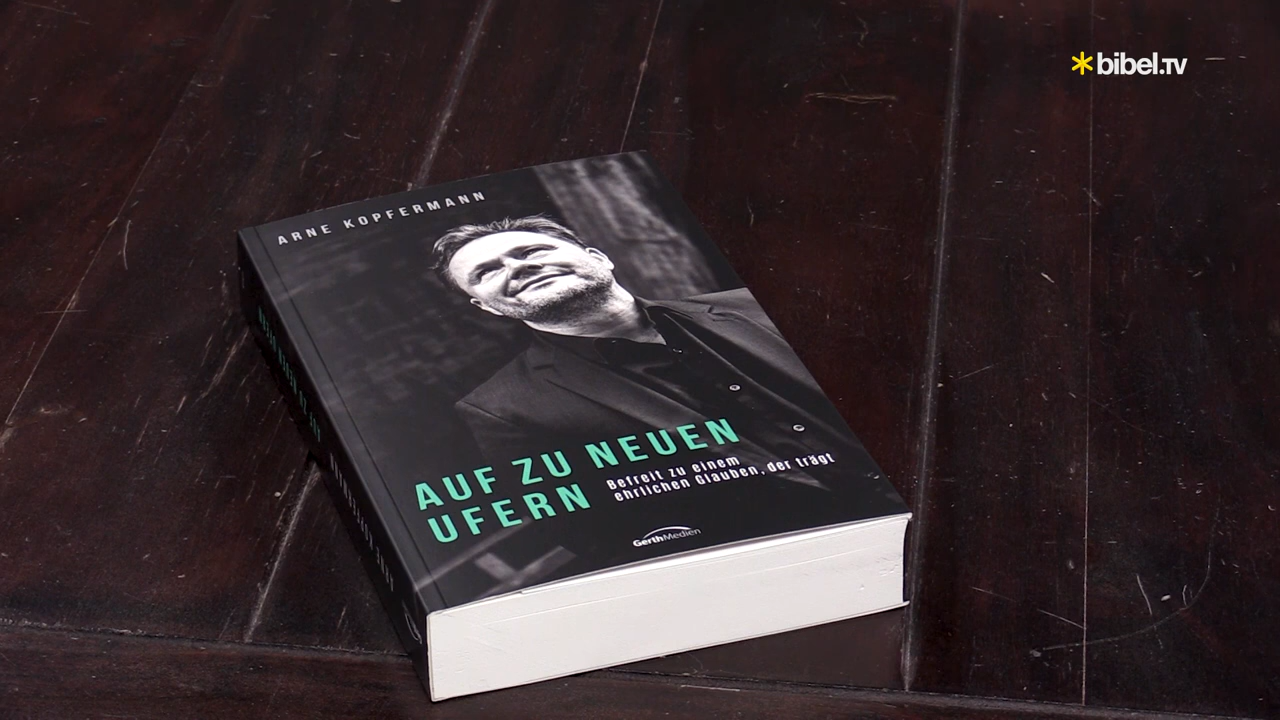 bibel.TV
ARNE KOPFERMANN
AUF ZU NEUEN
UFERN
Befreit zu einem
ehrlichen Glauben, der trägt
GerthMedien